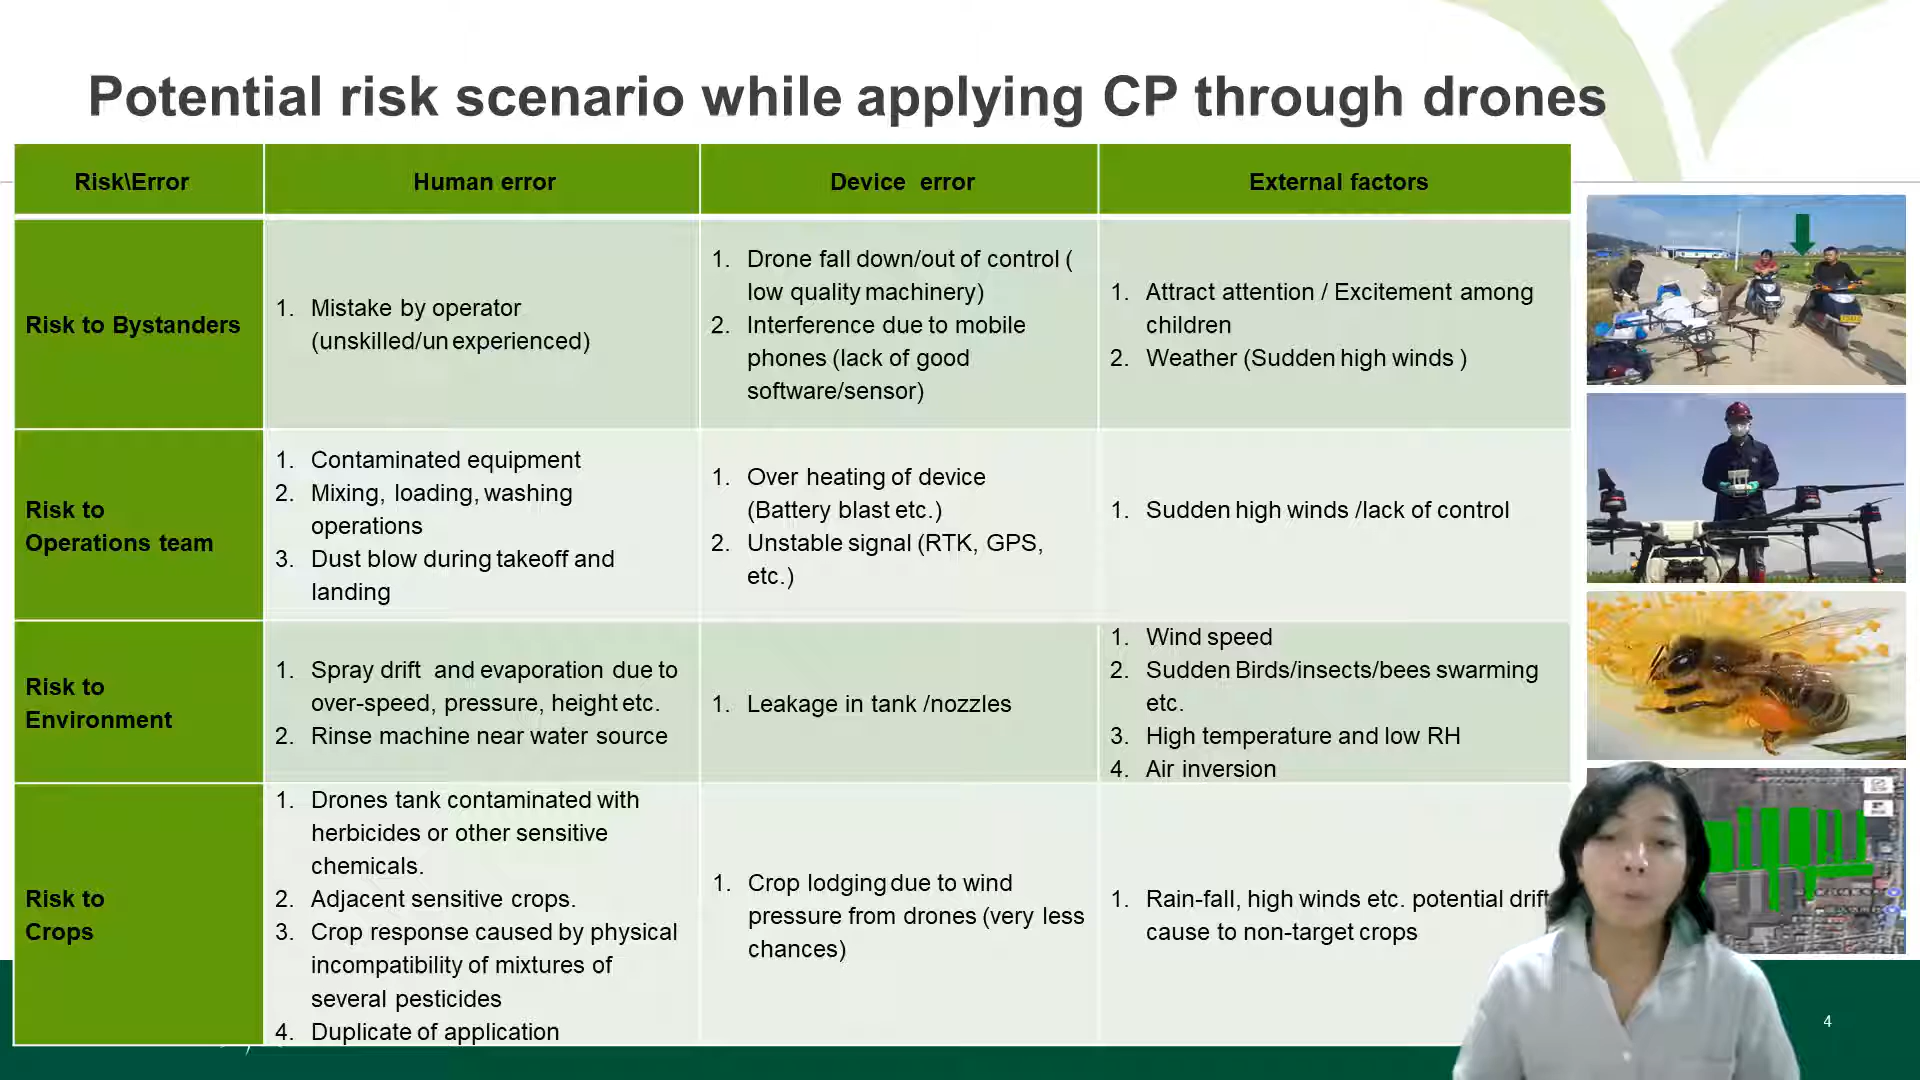 Potential risk scenario while applying CP through drones
Risk\Error
Human error
Device error
External factors
Risk to Bystanders
1. Mistake by operator
(unskilled/un experienced)
1. Drone fall down/out of control (
low quality machinery)
2. Interference due to mobile
phones (lack of good
software/sensor)
1. Attract attention / Excitement among
children
2. Weather (Sudden high winds )
Risk to
Operations team
1. Contaminated equipment
2. Mixing, loading, washing
operations
3. Dust blow during takeoff and
landing
1. Over heating of device
(Battery blast etc.)
2. Unstable signal (RTK, GPS,
etc.)
1. Sudden high winds /lack of control
Risk to
Environment
1. Spray drift and evaporation due to
over-speed, pressure, height etc.
2. Rinse machine near water source
1. Leakage in tank /nozzles
1. Wind speed
2. Sudden Birds/insects/bees swarming
etc.
3. High temperature and low RH
4. Air inversion
Risk to
Crops
1. Drones tank contaminated with
herbicides or other sensitive
chemicals.
2. Adjacent sensitive crops.
3. Crop response caused by physical
incompatibility of mixtures of
several pesticides
4. Duplicate of application
1. Crop lodging due to wind
pressure from drones (very less
chances)
1. Rain-fall, high winds etc. potential drift
cause to non-target crops
4